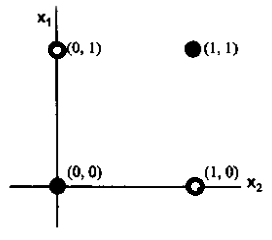 x₁
(0, 1) (1, 1)
(0, 0) (1, 0)
x₂